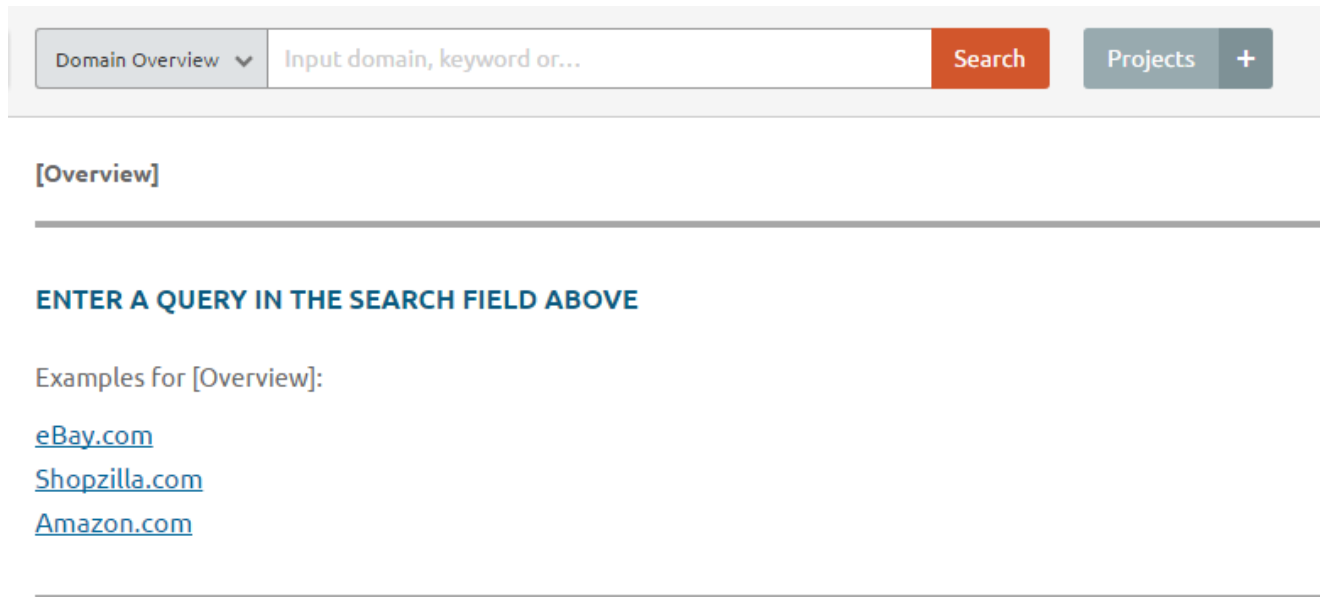 Domain Overview Input domain, keyword or... Search Projects +
[Overview]
ENTER A QUERY IN THE SEARCH FIELD ABOVE
Examples for [Overview]:
eBay.com
Shopzilla.com
Amazon.com